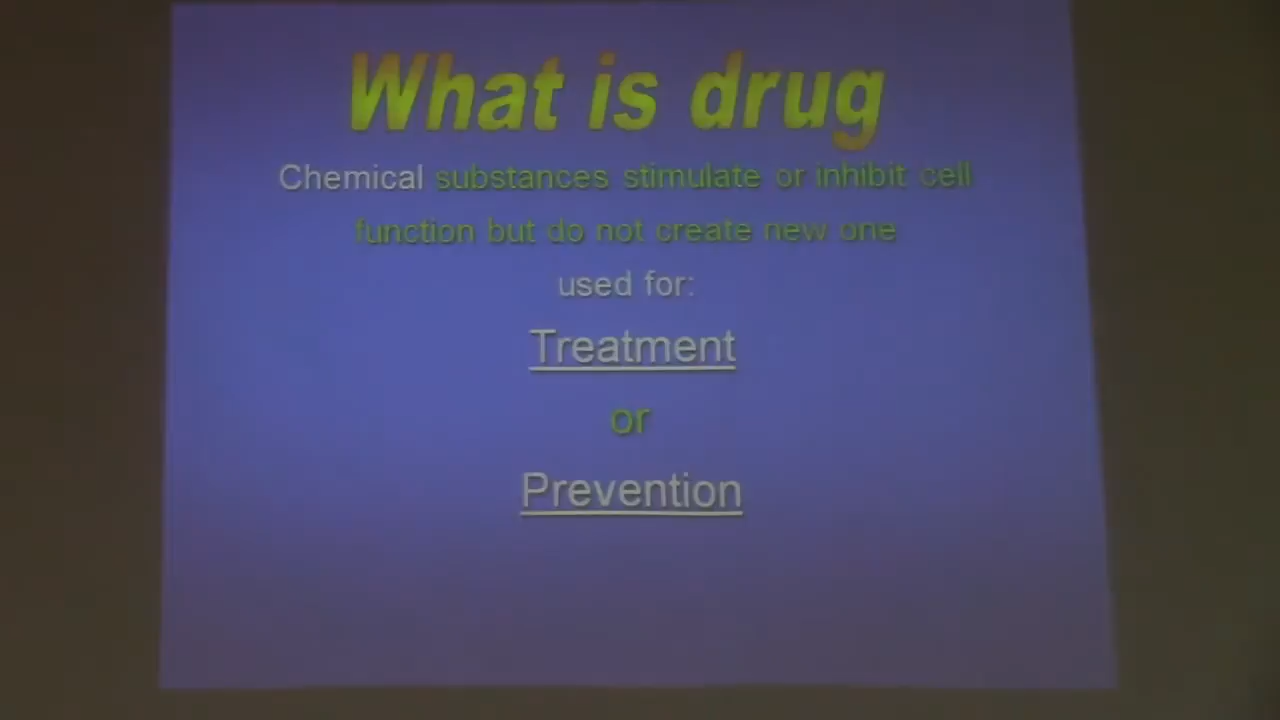 What is drug
Chemical substances stimulate or inhibit cell
function but do not create new one
used for:
Treatment
or
Prevention